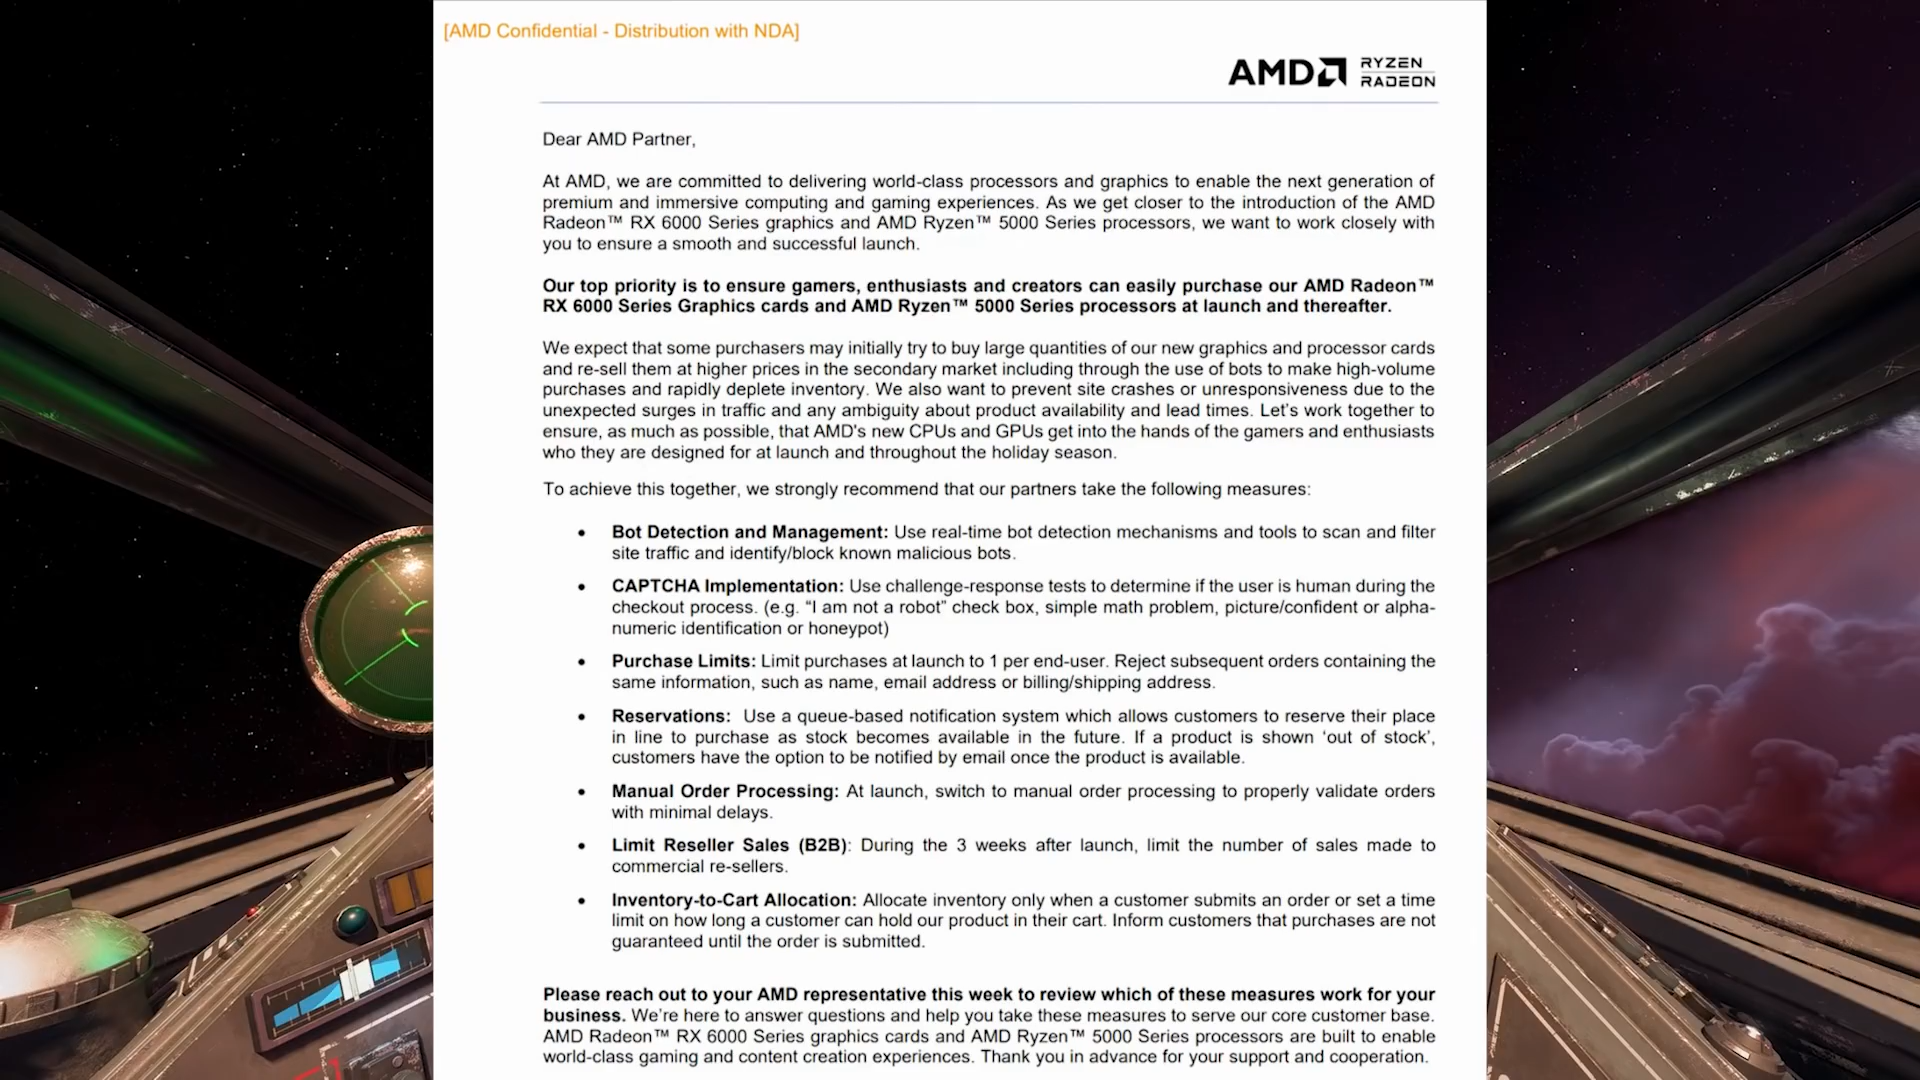 [AMD Confidential - Distribution with NDA]
AMD RYZEN
RADEON
Dear AMD Partner,
At AMD, we are committed to delivering world-class processors and graphics to enable the next generation of
premium and immersive computing and gaming experiences. As we get closer to the introduction of the AMD
Radeon™ RX 6000 Series graphics and AMD Ryzen™ 5000 Series processors, we want to work closely with
you to ensure a smooth and successful launch.
Our top priority is to ensure gamers, enthusiasts and creators can easily purchase our AMD Radeon™
RX 6000 Series Graphics cards and AMD Ryzen™ 5000 Series processors at launch and thereafter.
We expect that some purchasers may initially try to buy large quantities of our new graphics and processor cards
and re-sell them at higher prices in the secondary market including through the use of bots to make high-volume
purchases and rapidly deplete inventory. We also want to prevent site crashes or unresponsiveness due to the
unexpected surges in traffic and any ambiguity about product availability and lead times. Let's work together to
ensure, as much as possible, that AMD's new CPUs and GPUs get into the hands of the gamers and enthusiasts
who they are designed for at launch and throughout the holiday season.
To achieve this together, we strongly recommend that our partners take the following measures:
• Bot Detection and Management: Use real-time bot detection mechanisms and tools to scan and filter
site traffic and identify/block known malicious bots.
• CAPTCHA Implementation: Use challenge-response tests to determine if the user is human during the
checkout process. (e.g. "I am not a robot" check box, simple math problem, picture/confident or alpha-
numeric identification or honeypot)
• Purchase Limits: Limit purchases at launch to 1 per end-user. Reject subsequent orders containing the
same information, such as name, email address or billing/shipping address.
• Reservations: Use a queue-based notification system which allows customers to reserve their place
in line to purchase as stock becomes available in the future. If a product is shown 'out of stock',
customers have the option to be notified by email once the product is available.
• Manual Order Processing: At launch, switch to manual order processing to properly validate orders
with minimal delays.
• Limit Reseller Sales (B2B): During the 3 weeks after launch, limit the number of sales made to
commercial re-sellers.
• Inventory-to-Cart Allocation: Allocate inventory only when a customer submits an order or set a time
limit on how long a customer can hold our product in their cart. Inform customers that purchases are not
guaranteed until the order is submitted.
Please reach out to your AMD representative this week to review which of these measures work for your
business. We're here to answer questions and help you take these measures to serve our core customer base.
AMD Radeon™ RX 6000 Series graphics cards and AMD Ryzen™ 5000 Series processors are built to enable
world-class gaming and content creation experiences. Thank you in advance for your support and cooperation.